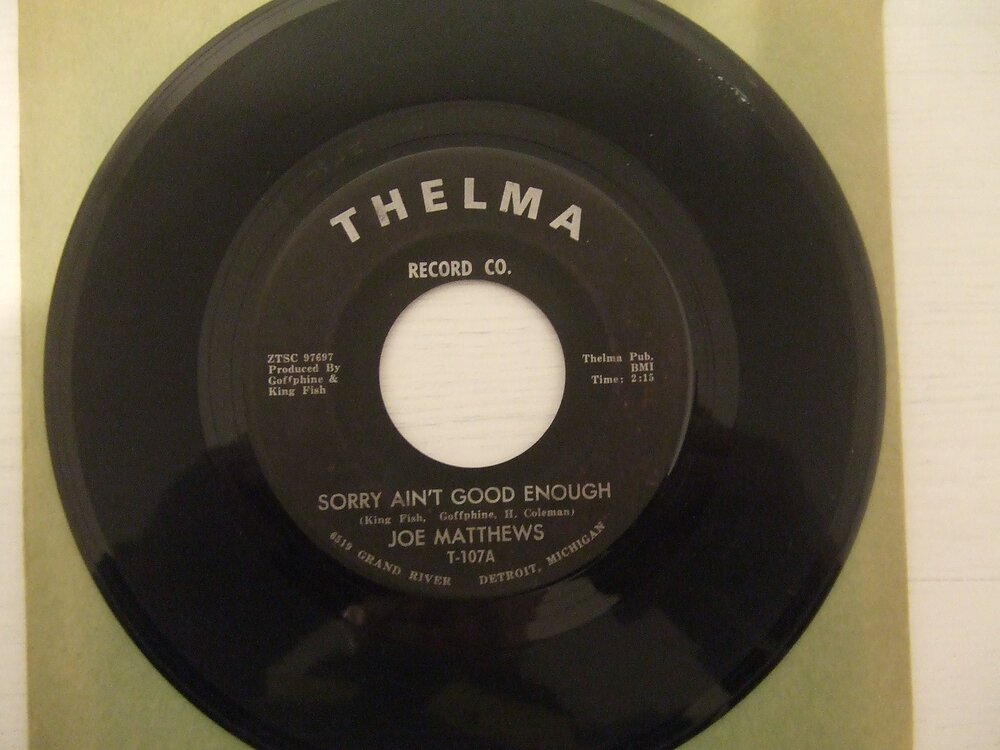 THELMA
RECORD CO.
ZTSC 97697
Produced By
Goffphine &
King Fish
Thelma Pub.
BMI
Time: 2:15
SORRY AIN'T GOOD ENOUGH
(King Fish, Goffphine, H. Coleman)
JOE MATTHEWS
T-107A
6519 GRAND RIVER DETROIT, MICHIGAN